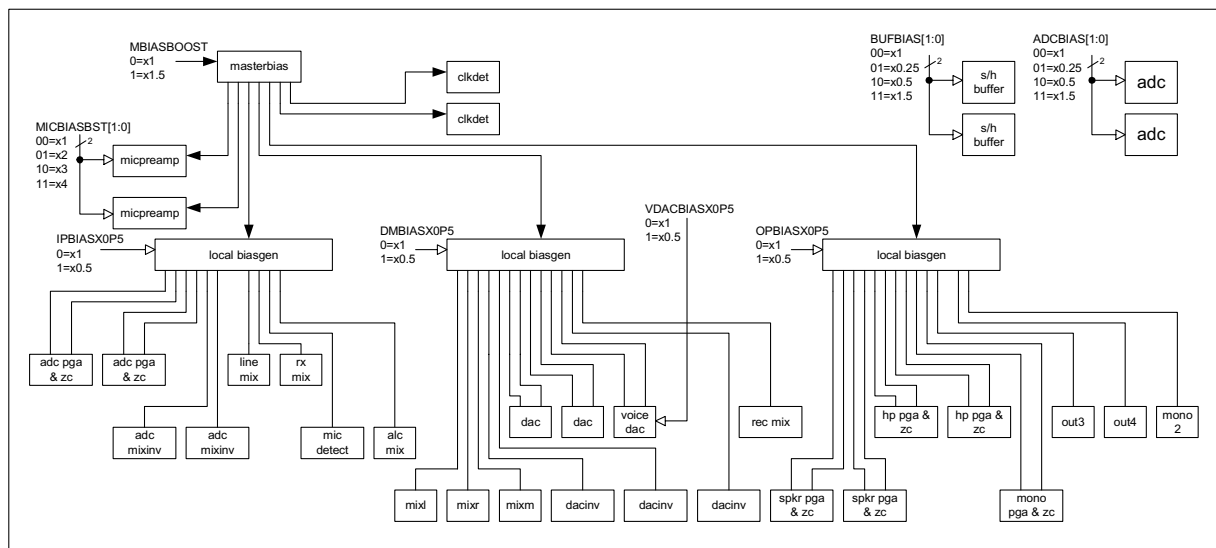 MBIASBOOST
0=x1
1=x1.5
masterbias
clkdet
clkdet
BUFBIAS[1:0]
00=x1
01=x0.25
10=x0.5
11=x1.5
2
s/h
buffer
s/h
buffer
ADCBIAS[1:0]
00=x1
01=x0.25
10=x0.5
11=x1.5
2
adc
adc
MICBIASBST[1:0]
00=x1
01=x2
10=x3
11=x4
2
micpreamp
micpreamp
IPBIASX0P5
0=x1
1=x0.5
local biasgen
DMBIASX0P5
0=x1
1=x0.5
local biasgen
VDACBIASX0P5
0=x1
1=x0.5
OPBIASX0P5
0=x1
1=x0.5
local biasgen
adc pga
& zc
adc pga
& zc
line
mix
rx
mix
adc
mixinv
adc
mixinv
mic
detect
alc
mix
dac
dac
voice
dac
rec mix
mixl
mixr
mixm
dacinv
dacinv
dacinv
hp pga &
zc
hp pga &
zc
out3
out4
mono
2
spkr pga
& zc
spkr pga
& zc
mono
pga & zc